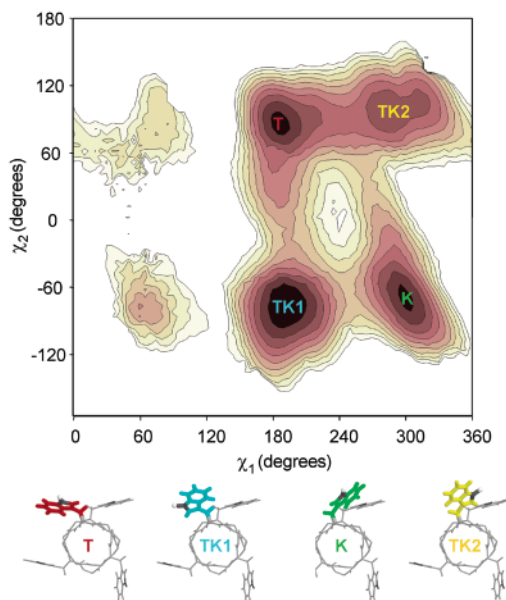 180
120
60
0
-60
-120
χ₂ (degrees)
T
TK2
TK1
K
0
60
120
180
240
300
360
χ₁ (degrees)
T
TK1
K
TK2